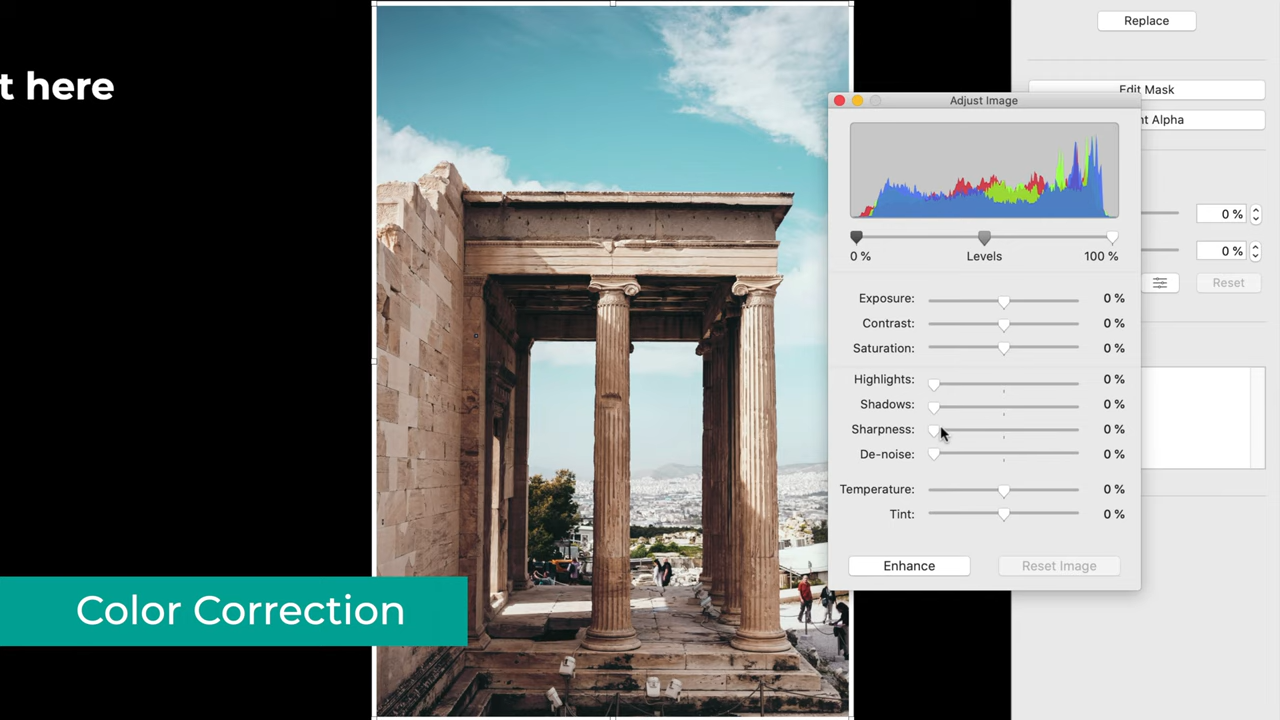 Replace
t here
Edit Mask
Adjust Image
nt Alpha
0 %
0 %
0 % Levels 100 %
Reset
Exposure: 0 %
Contrast: 0 %
Saturation: 0 %
Highlights: 0 %
Shadows: 0 %
Sharpness: 0 %
De-noise: 0 %
Temperature: 0 %
Tint: 0 %
Enhance Reset Image
Color Correction